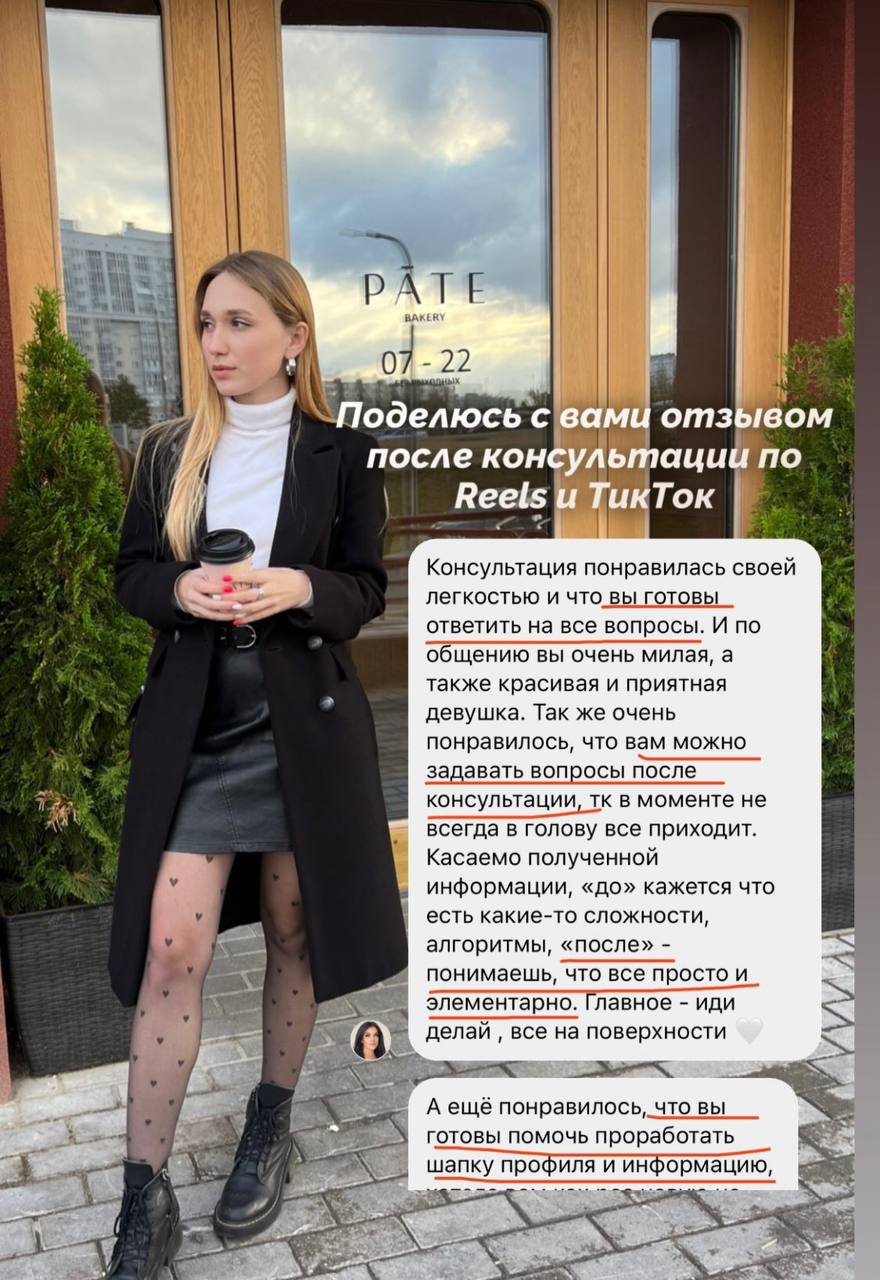 PĀTE
BAKERY
07 - 22
Поделюсь с вами отзывом
после консультации по
Reels и ТикТок
Консультация понравилась своей
легкостью и что вы готовы
ответить на все вопросы. И по
общению вы очень милая, а
также красивая и приятная
девушка. Так же очень
понравилось, что вам можно
задавать вопросы после
консультации, тк в моменте не
всегда в голову все приходит.
Касаемо полученной
информации, «до» кажется что
есть какие-то сложности,
алгоритмы, «после» -
понимаешь, что все просто и
элементарно. Главное - иди
делай , все на поверхности 🤍
А ещё понравилось, что вы
готовы помочь проработать
шапку профиля и информацию,